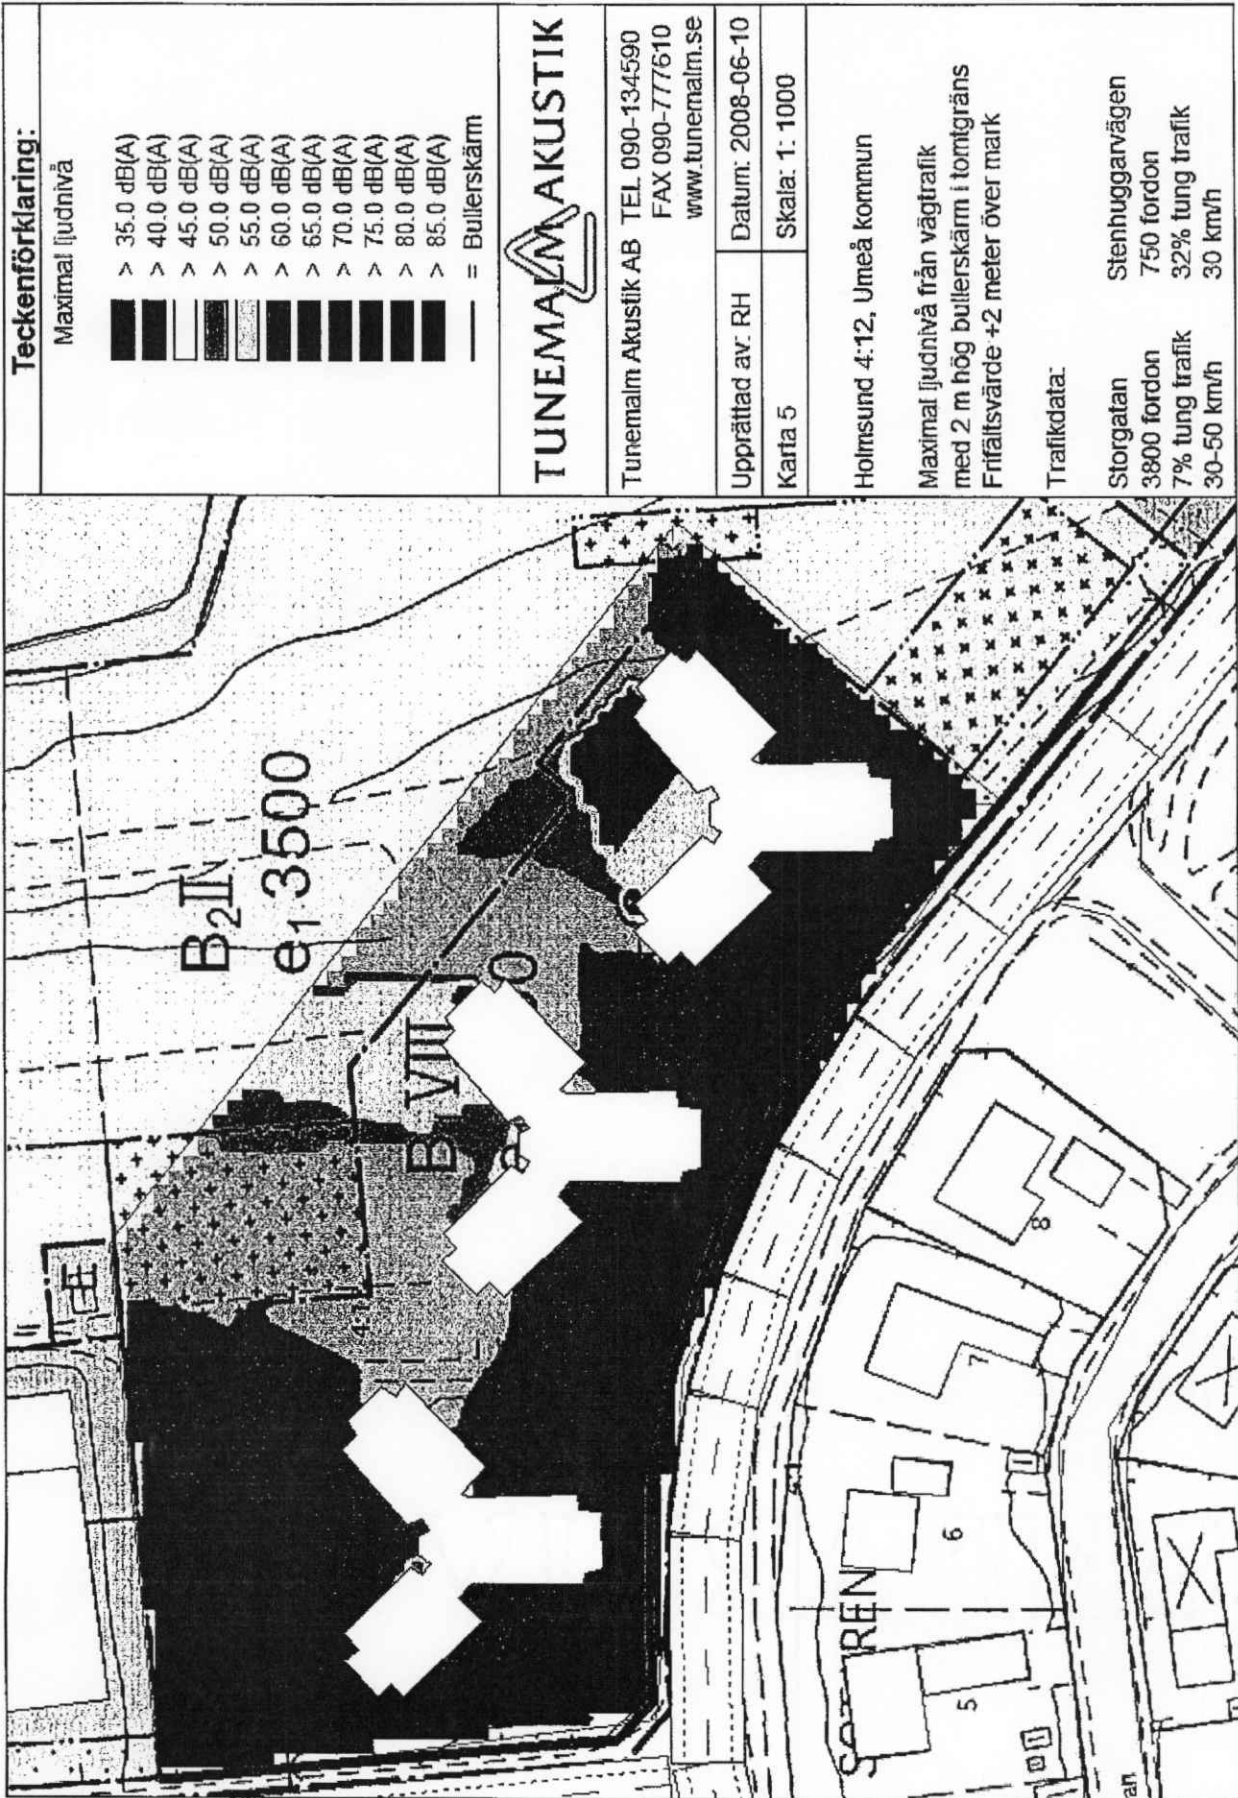 Teckenförklaring:
Maximal ljudnivå
> 35.0 dB(A)
> 40.0 dB(A)
> 45.0 dB(A)
> 50.0 dB(A)
> 55.0 dB(A)
> 60.0 dB(A)
> 65.0 dB(A)
> 70.0 dB(A)
> 75.0 dB(A)
> 80.0 dB(A)
> 85.0 dB(A)
= Bullerskärm
TUNEMALM AKUSTIK
Tunemalm Akustik AB TEL 090-134590
FAX 090-777610
www.tunemalm.se
Upprättad av: RH
Datum: 2008-06-10
Karta 5
Skala: 1: 1000
Holmsund 4:12, Umeå kommun
Maximal ljudnivå från vägtrafik
med 2 m hög bullerskärm i tomtgräns
Frifältsvärde +2 meter över mark
Trafikdata:
Storgatan
3800 fordon
7% tung trafik
30-50 km/h
Stenhuggarvägen
750 fordon
32% tung trafik
30 km/h
B₂II
e₁ 3500
E
B VIII
5
6
7
8